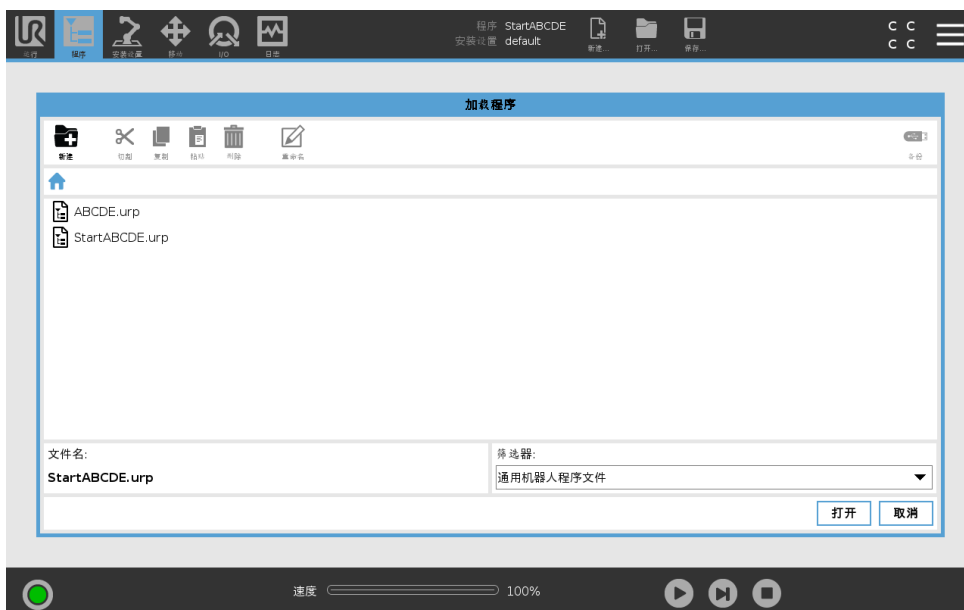 程序 StartABCDE
安装设置 default
运行
程序
安装设置
移动
I/O
日志
新建...
打开...
保存...
C C
C C
加载程序
新建
切割
复制
粘贴
删除
重命名
备份
ABCDE.urp
StartABCDE.urp
文件名:
筛选器:
StartABCDE.urp
通用机器人程序文件
打开
取消
速度
100%